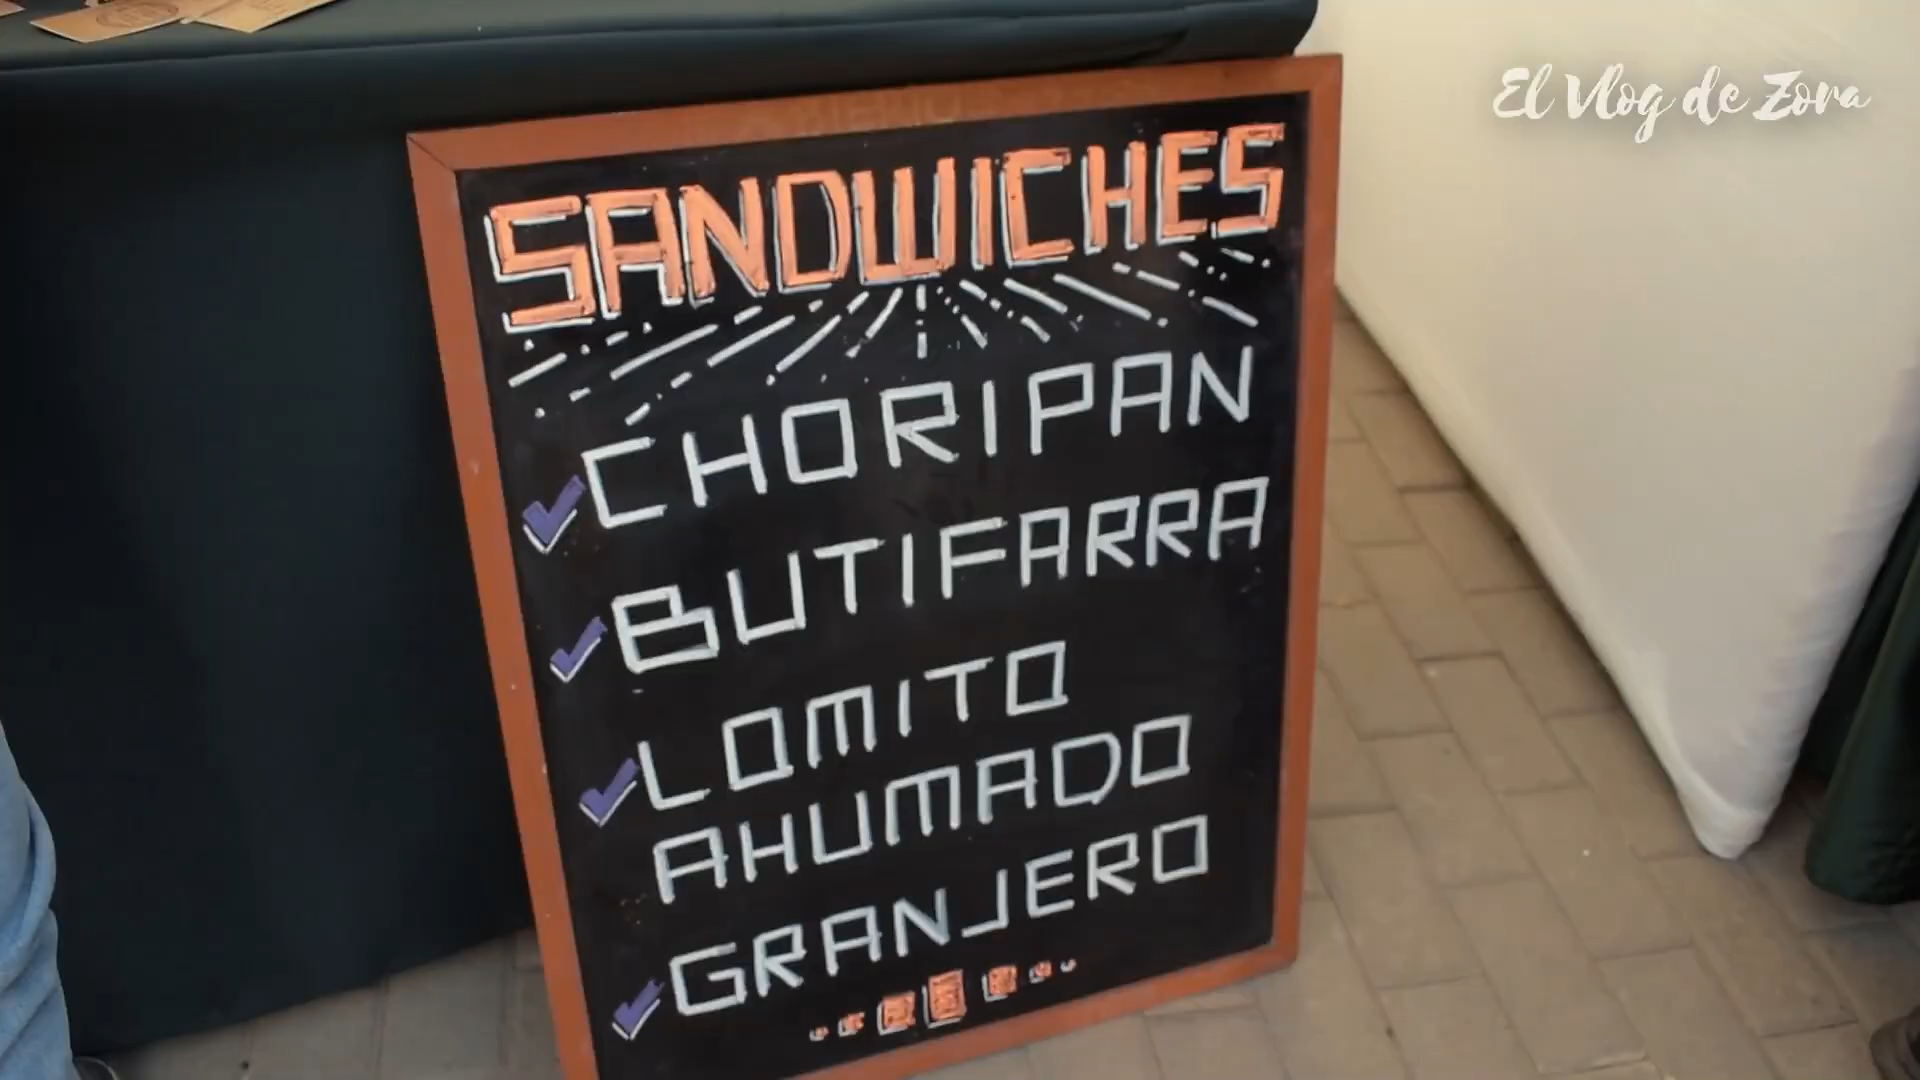 El Vlog de Zora
SANDWICHES
CHORIPAN
BUTIFARRA
LOMITO
AHUMADO
GRANJERO